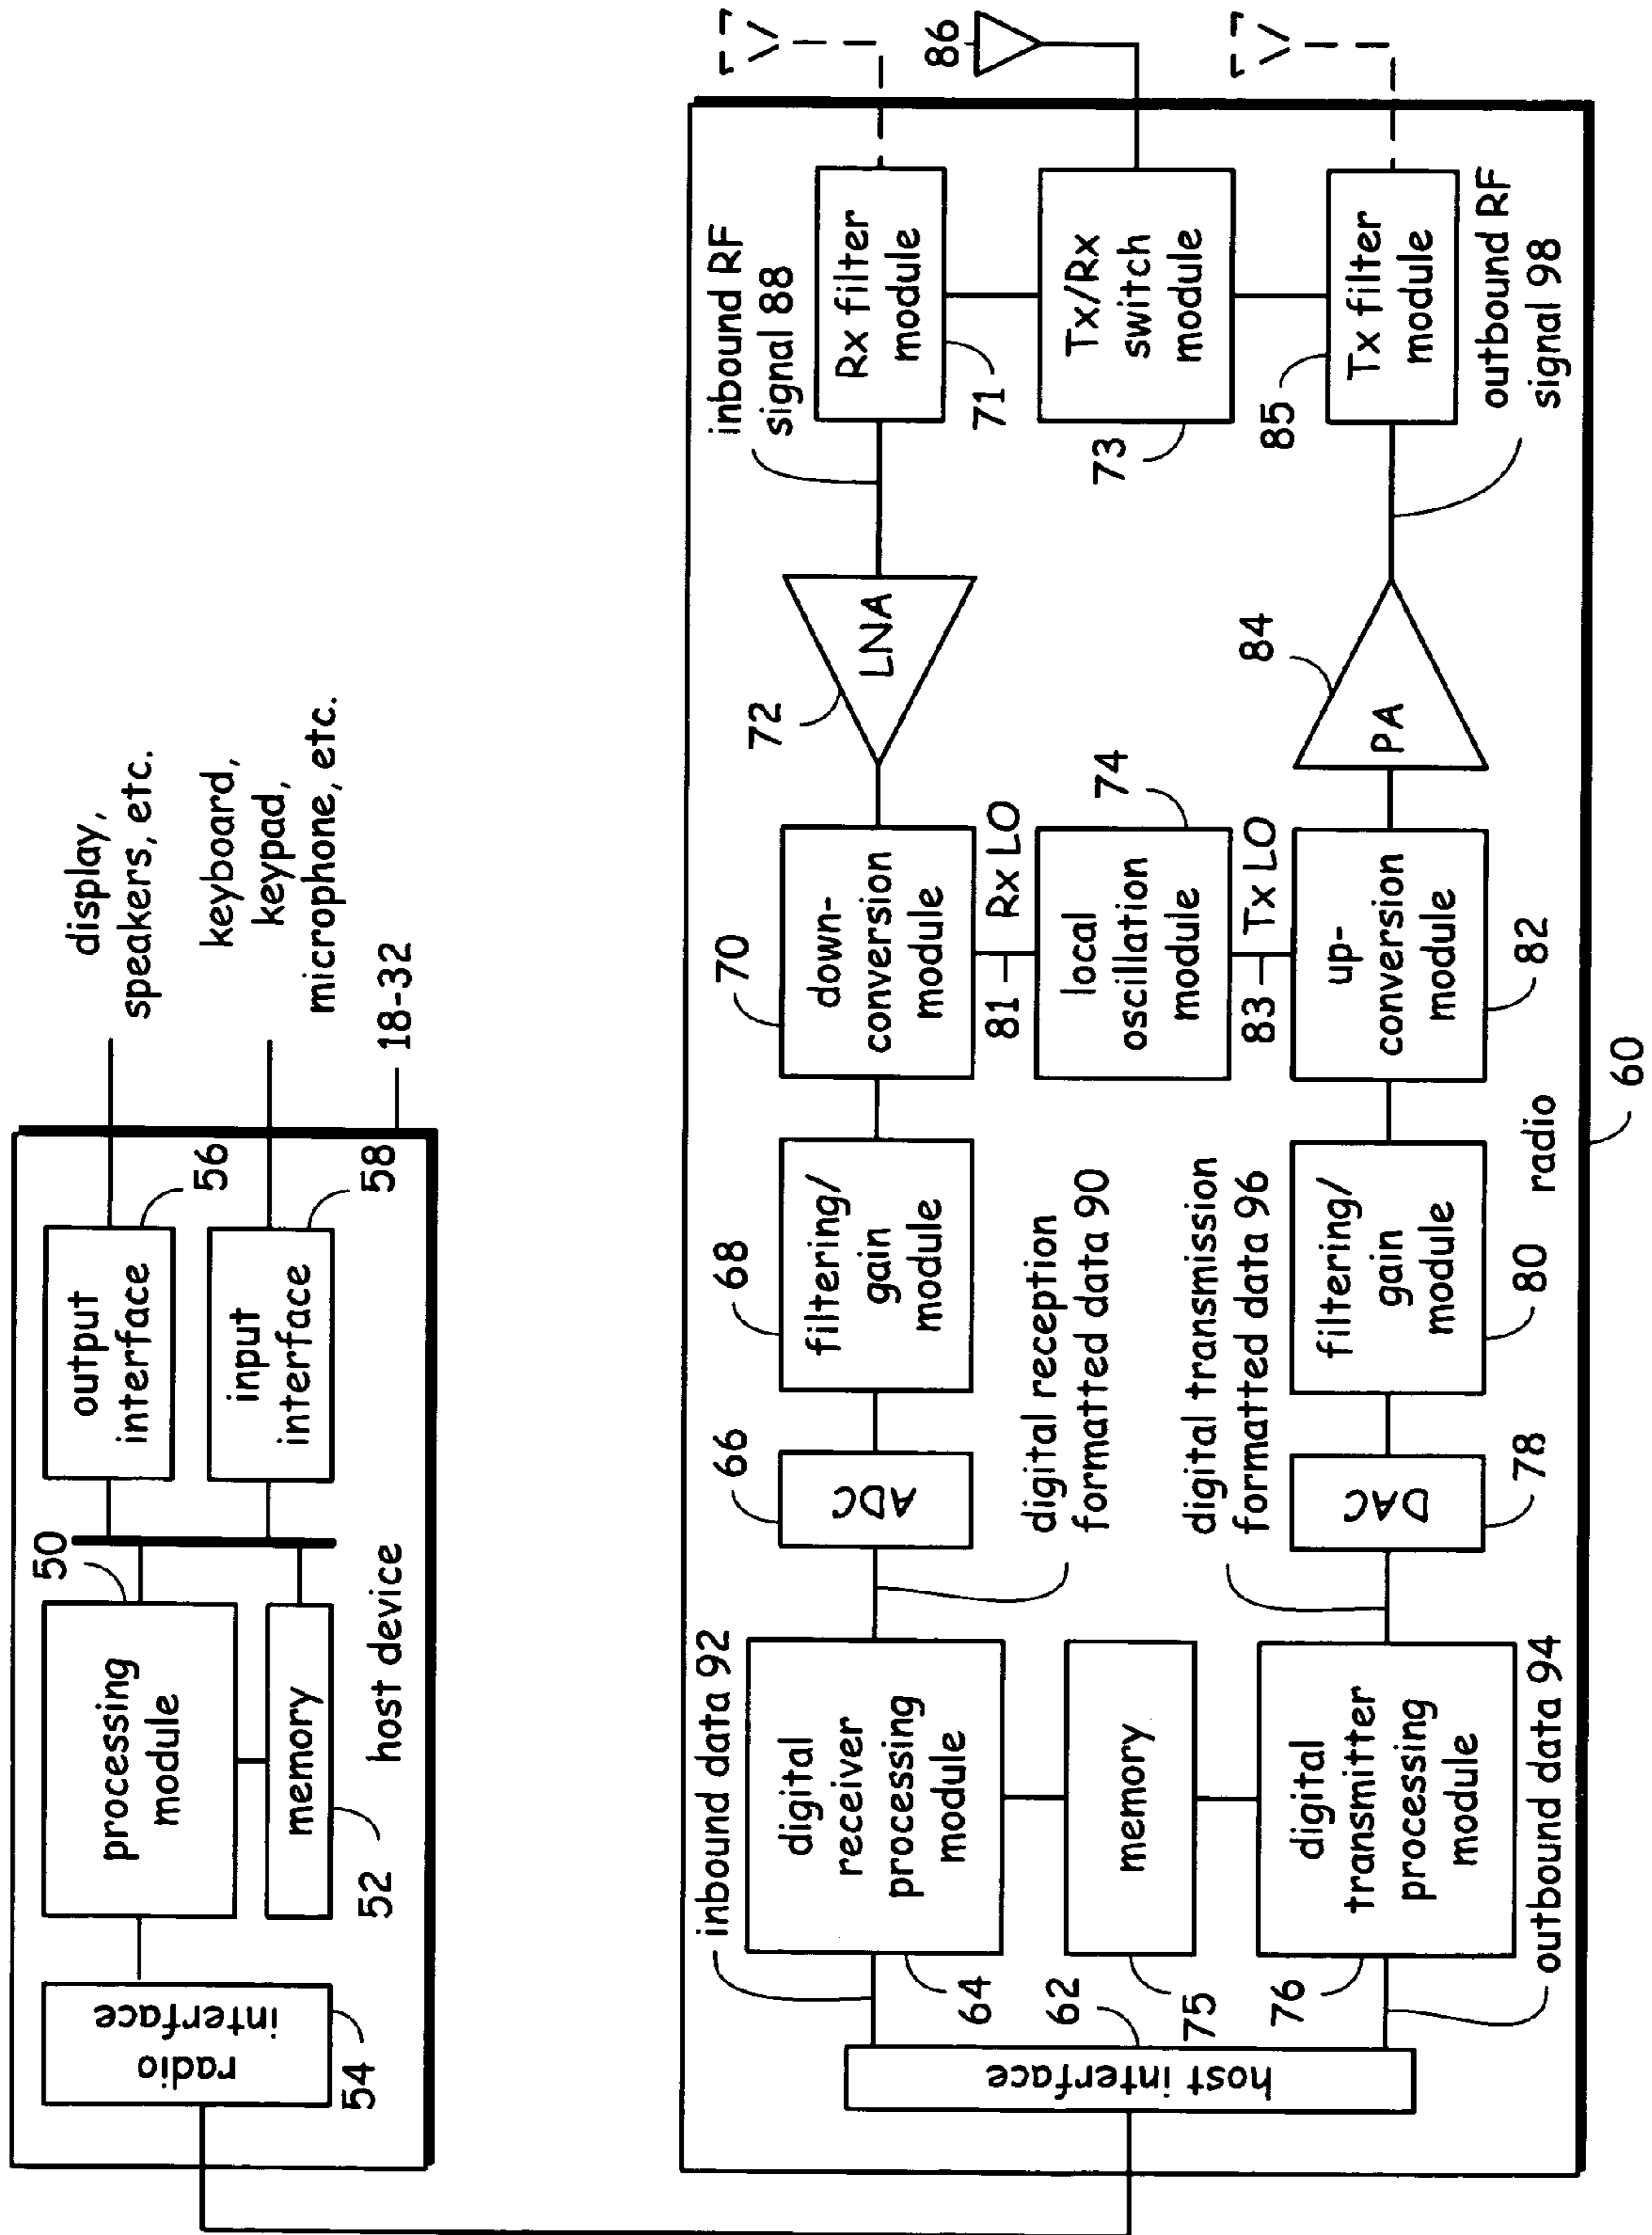 display,
speakers, etc.
keyboard,
keypad,
microphone, etc.
18-32
output
interface
56
input
interface
58
50
processing
module
memory
52
host device
radio
interface
54
inbound RF
signal 88
Rx filter
module
71
86
Tx/Rx
switch
module
73
Tx filter
module
85
outbound RF
signal 98
LNA
72
PA
84
down-
conversion
module
70
81
Rx LO
local
oscillation
module
74
83
Tx LO
up-
conversion
module
82
filtering/
gain
module
68
filtering/
gain
module
80
radio
60
ADC
66
digital reception
formatted data 90
digital transmission
formatted data 96
DAC
78
inbound data 92
digital
receiver
processing
module
64
memory
75
digital
transmitter
processing
module
76
outbound data 94
host interface
62